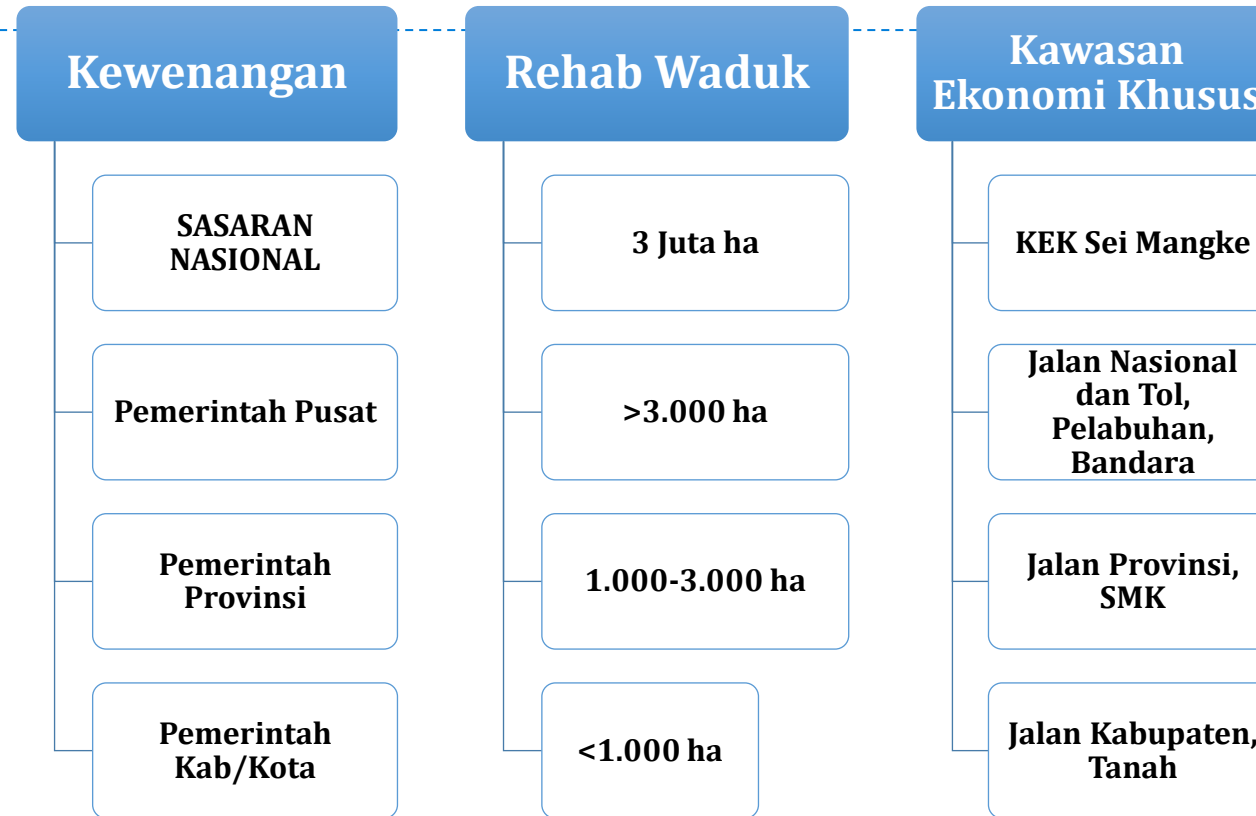 Kewenangan
SASARAN
NASIONAL
Pemerintah Pusat
Pemerintah
Provinsi
Pemerintah
Kab/Kota
Rehab Waduk
3 Juta ha
>3.000 ha
1.000-3.000 ha
<1.000 ha
Kawasan
Ekonomi Khusus
KEK Sei Mangke
Jalan Nasional
dan Tol,
Pelabuhan,
Bandara
Jalan Provinsi,
SMK
Jalan Kabupaten,
Tanah